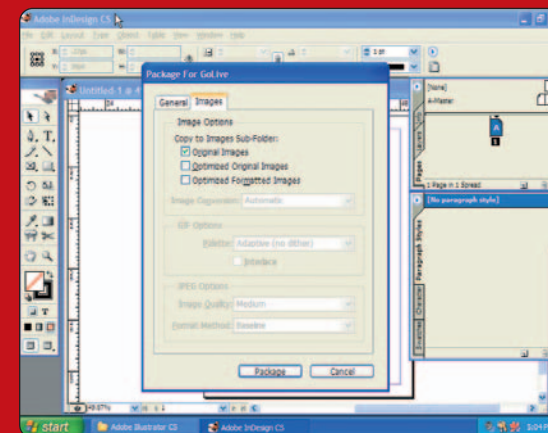 Adobe InDesign CS
File Edit Layout Type Object Table View Window Help
Package For GoLive
General Images
Image Options
Copy to Images Sub-Folder:
Original Images
Optimized Original Images
Optimized Formatted Images
Image Conversion: Automatic
GIF Options
Palette: Adaptive (no dither)
Interlace
JPEG Options
Image Quality: Medium
Format Method: Baseline
Package Cancel
[None]
A-Master
Pages
1 Page in 1 Spread
[No paragraph style]
Paragraph Styles
Character
Swatches
start Adobe Illustrator CS Adobe InDesign CS